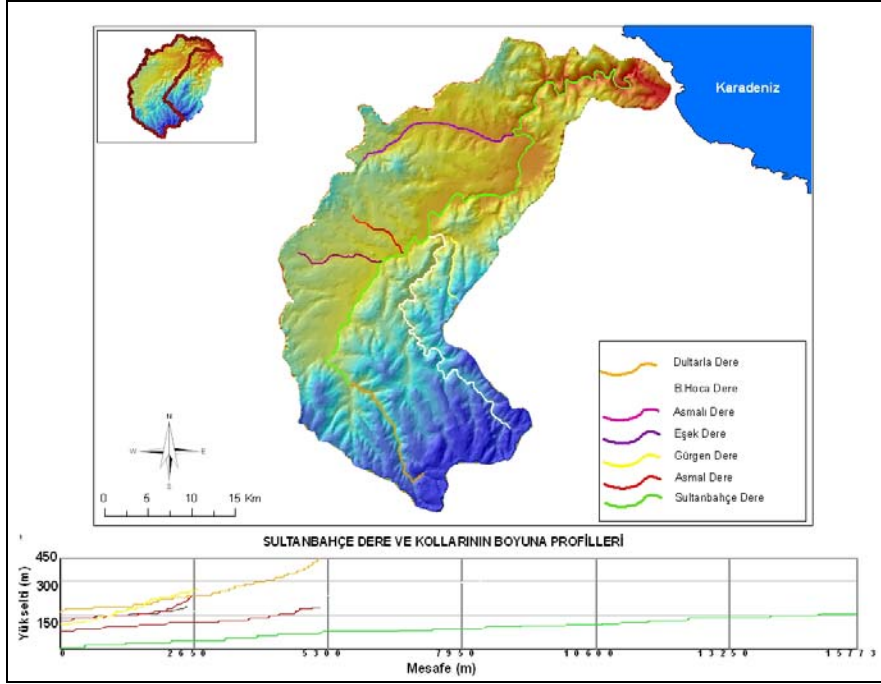 Karadeniz
Dultarla Dere
B.Hoca Dere
Asmalı Dere
Eşek Dere
Gürgen Dere
Asmal Dere
Sultanbahçe Dere
N
W E
S
0 5 10 15 Km
SULTANBAHÇE DERE VE KOLLARININ BOYUNA PROFİLLERİ
Yükselti (m)
450
300
150
0 2650 5300 7950 10600 13250 15773
Mesafe (m)